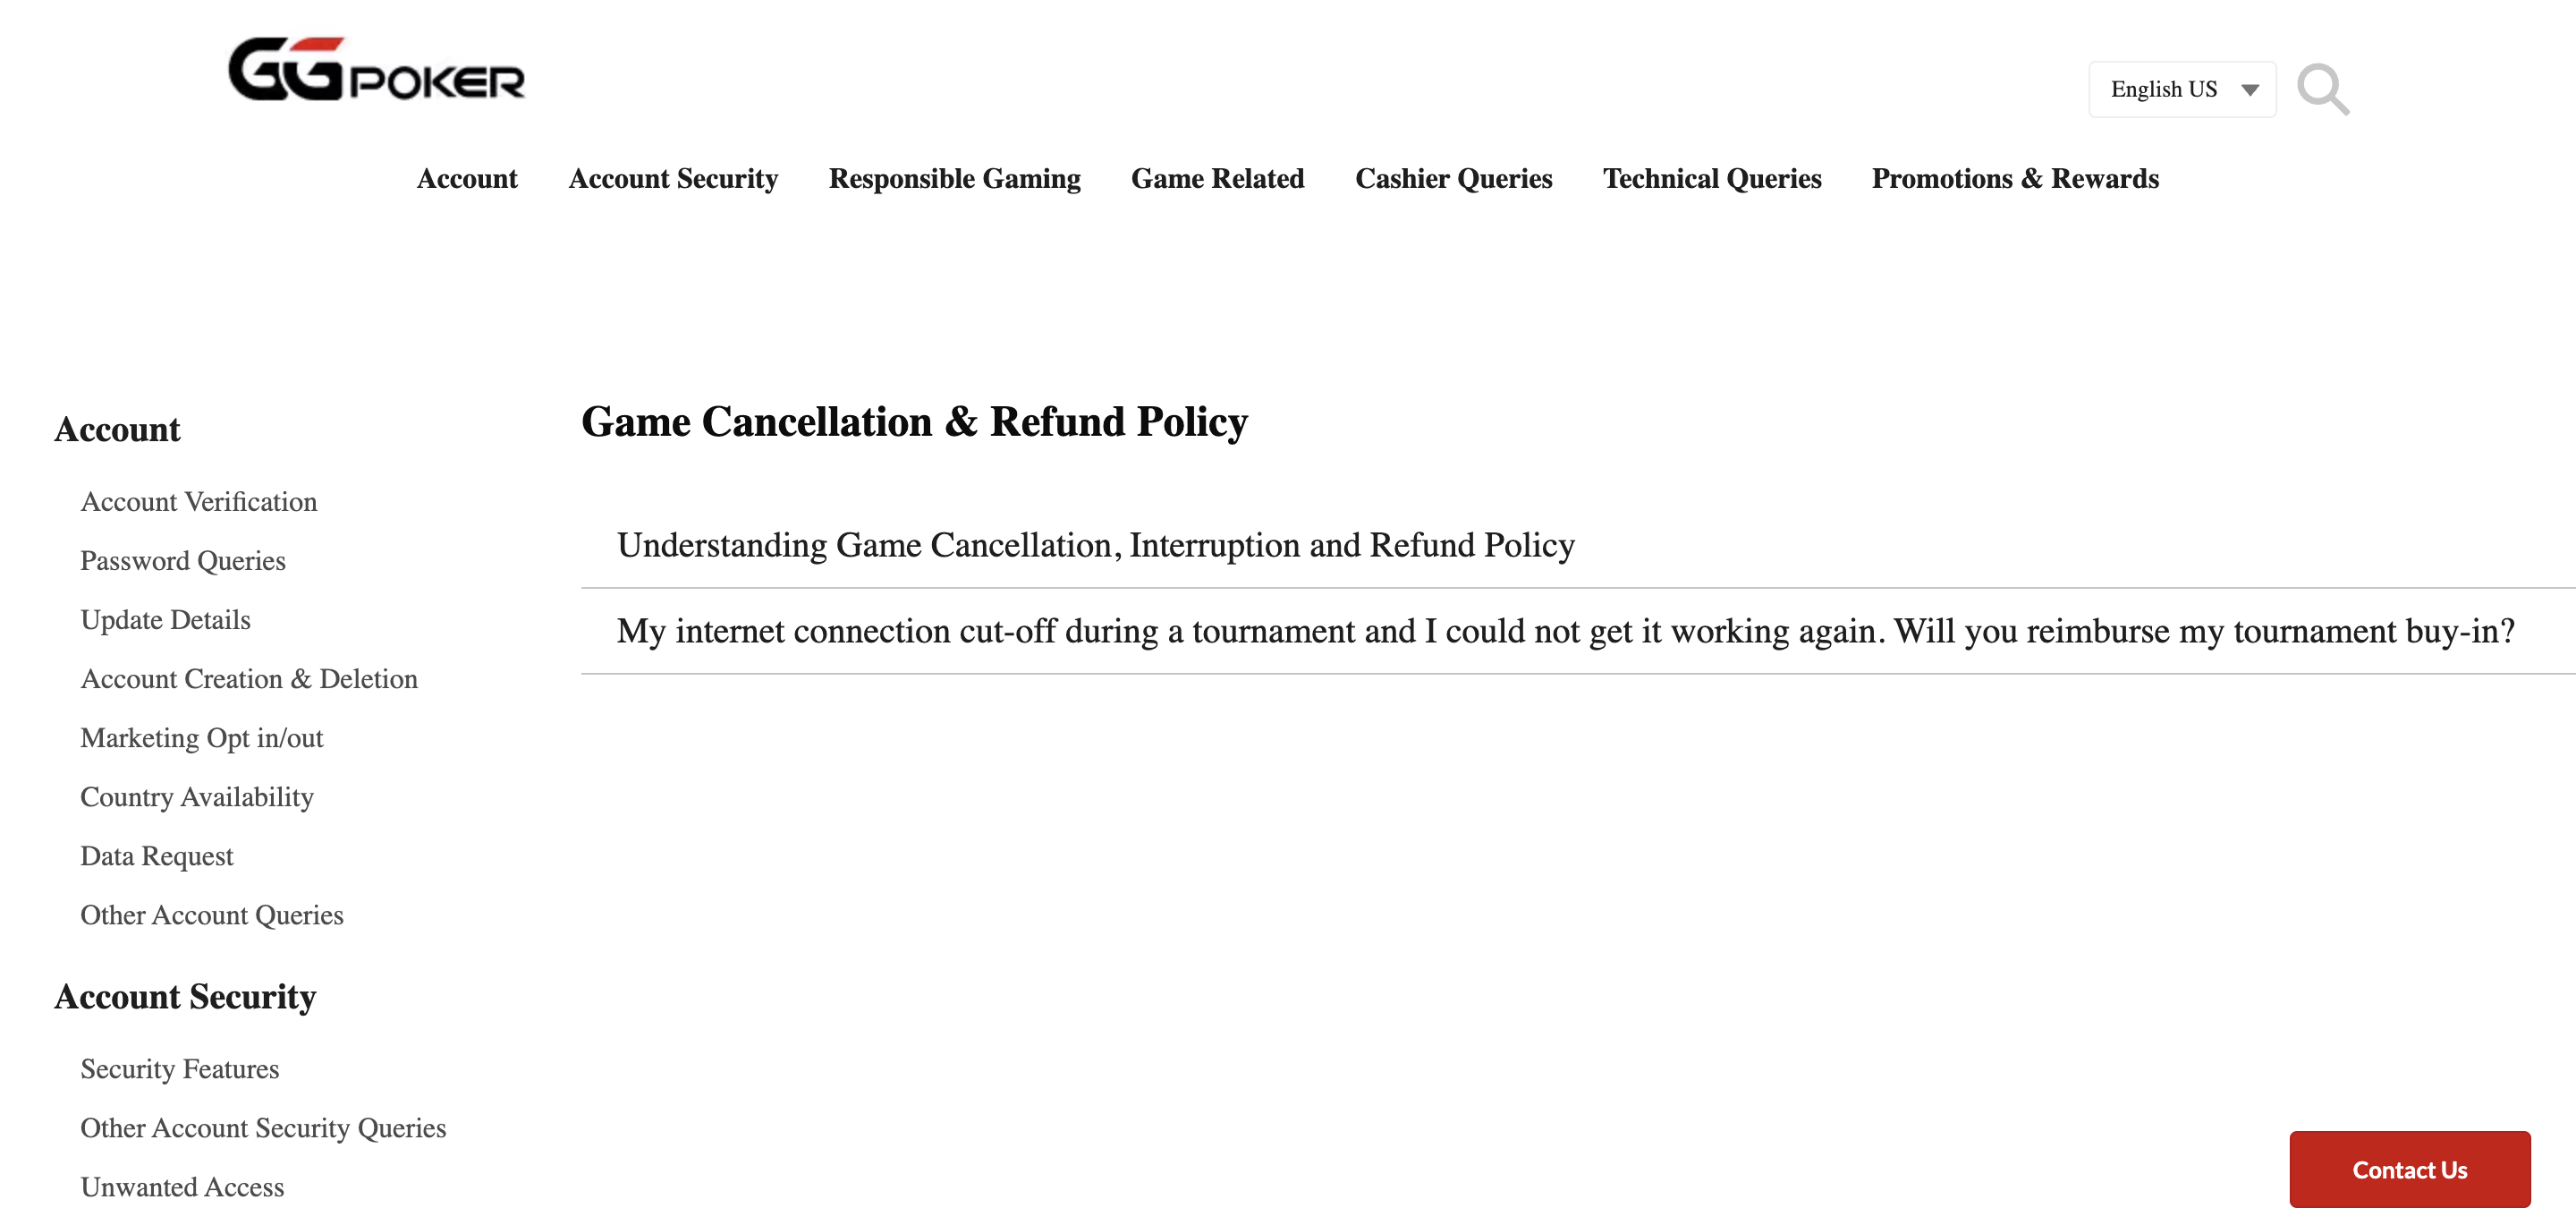 GGPOKER
English US
Account
Account Security
Responsible Gaming
Game Related
Cashier Queries
Technical Queries
Promotions & Rewards
Account
Account Verification
Password Queries
Update Details
Account Creation & Deletion
Marketing Opt in/out
Country Availability
Data Request
Other Account Queries
Account Security
Security Features
Other Account Security Queries
Unwanted Access
Game Cancellation & Refund Policy
Understanding Game Cancellation, Interruption and Refund Policy
My internet connection cut-off during a tournament and I could not get it working again. Will you reimburse my tournament buy-in?
Contact Us